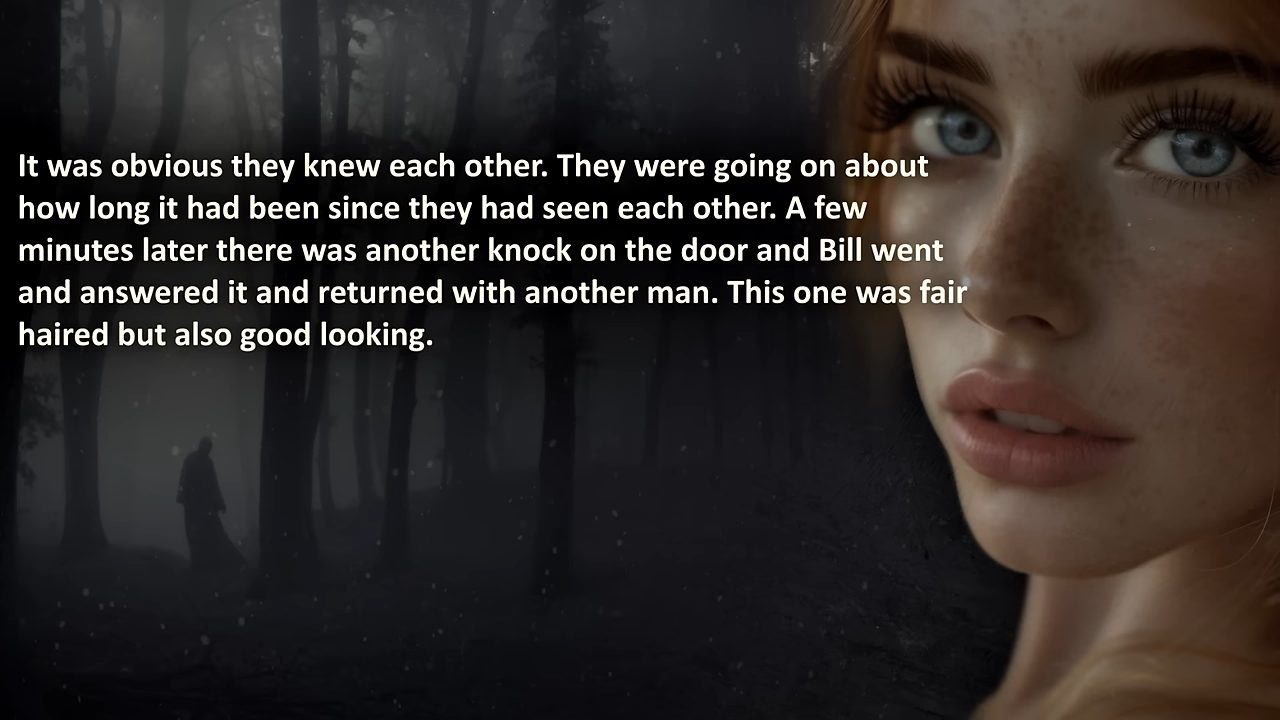 It was obvious they knew each other. They were going on about
how long it had been since they had seen each other. A few
minutes later there was another knock on the door and Bill went
and answered it and returned with another man. This one was fair
haired but also good looking.